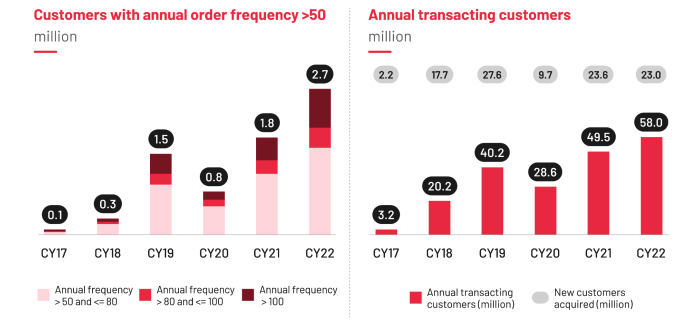 Customers with annual order frequency >50
million
2.7
1.8
1.5
0.8
0.3
0.1
CY17 CY18 CY19 CY20 CY21 CY22
Annual frequency
> 50 and <= 80
Annual frequency
> 80 and <= 100
Annual frequency
> 100
Annual transacting customers
million
2.2 17.7 27.6 9.7 23.6 23.0
58.0
49.5
40.2
28.6
20.2
3.2
CY17 CY18 CY19 CY20 CY21 CY22
Annual transacting
customers (million)
New customers
acquired (million)